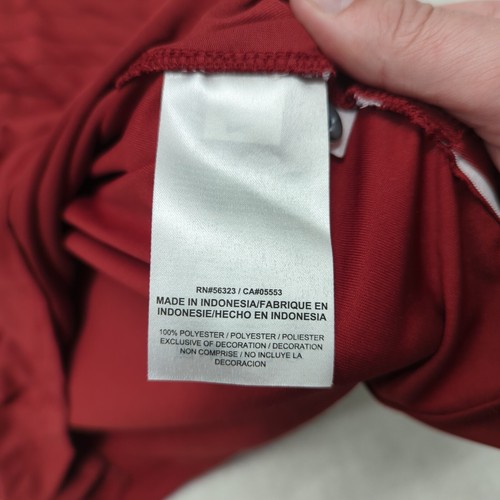 RN#56323 / CA#05553
MADE IN INDONESIA/FABRIQUE EN
INDONESIE/HECHO EN INDONESIA
100% POLYESTER / POLYESTER / POLIESTER
EXCLUSIVE OF DECORATION / DECORATION
NON COMPRISE / NO INCLUYE LA
DECORACION